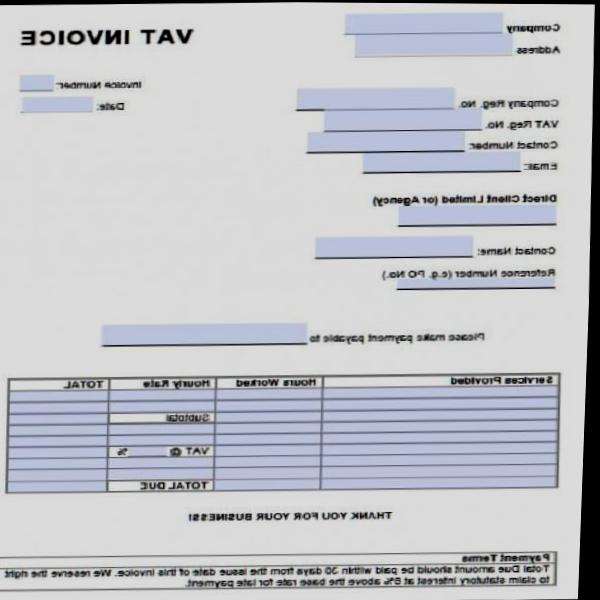 VAT INVOICE
Company
Address
Invoice Number:
Date:
Company Reg. No.
VAT Reg. No.
Contact Number:
Email:
Direct Client Limited (or Agency)
Contact Name:
Reference Number (e.g. PO No.)
Please make payment payable to
Services Provided Hours Worked Hourly Rate TOTAL
Subtotal
VAT @ %
TOTAL DUE
THANK YOU FOR YOUR BUSINESS!
Payment Terms
Total Due amount should be paid within 30 days from the issue date of this invoice. We reserve the right
to claim statutory interest at 8% above the base rate for late payment.